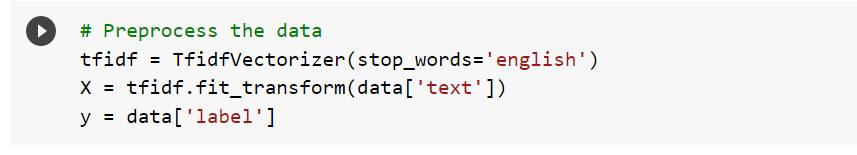 # Preprocess the data
tfidf = TfidfVectorizer(stop_words='english')
X = tfidf.fit_transform(data['text'])
y = data['label']